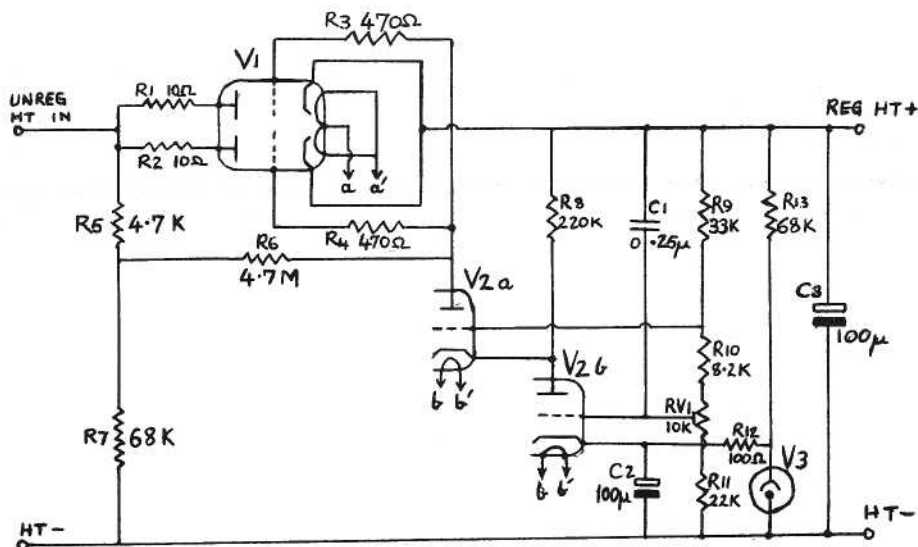 R3 470Ω
V1
UNREG
HT IN
R1 10Ω
R2 10Ω
a a'
REG HT+
R5 4.7K
R4 470Ω
R6
4.7M
R8
220K
C1
0.25μ
R9
33K
R13
68K
V2a
C3
100μ
b b'
V2b
R10
8.2K
RV1
10K
R12
100Ω
V3
R7 68K
b b'
C2
100μ
R11
22K
HT-
HT-